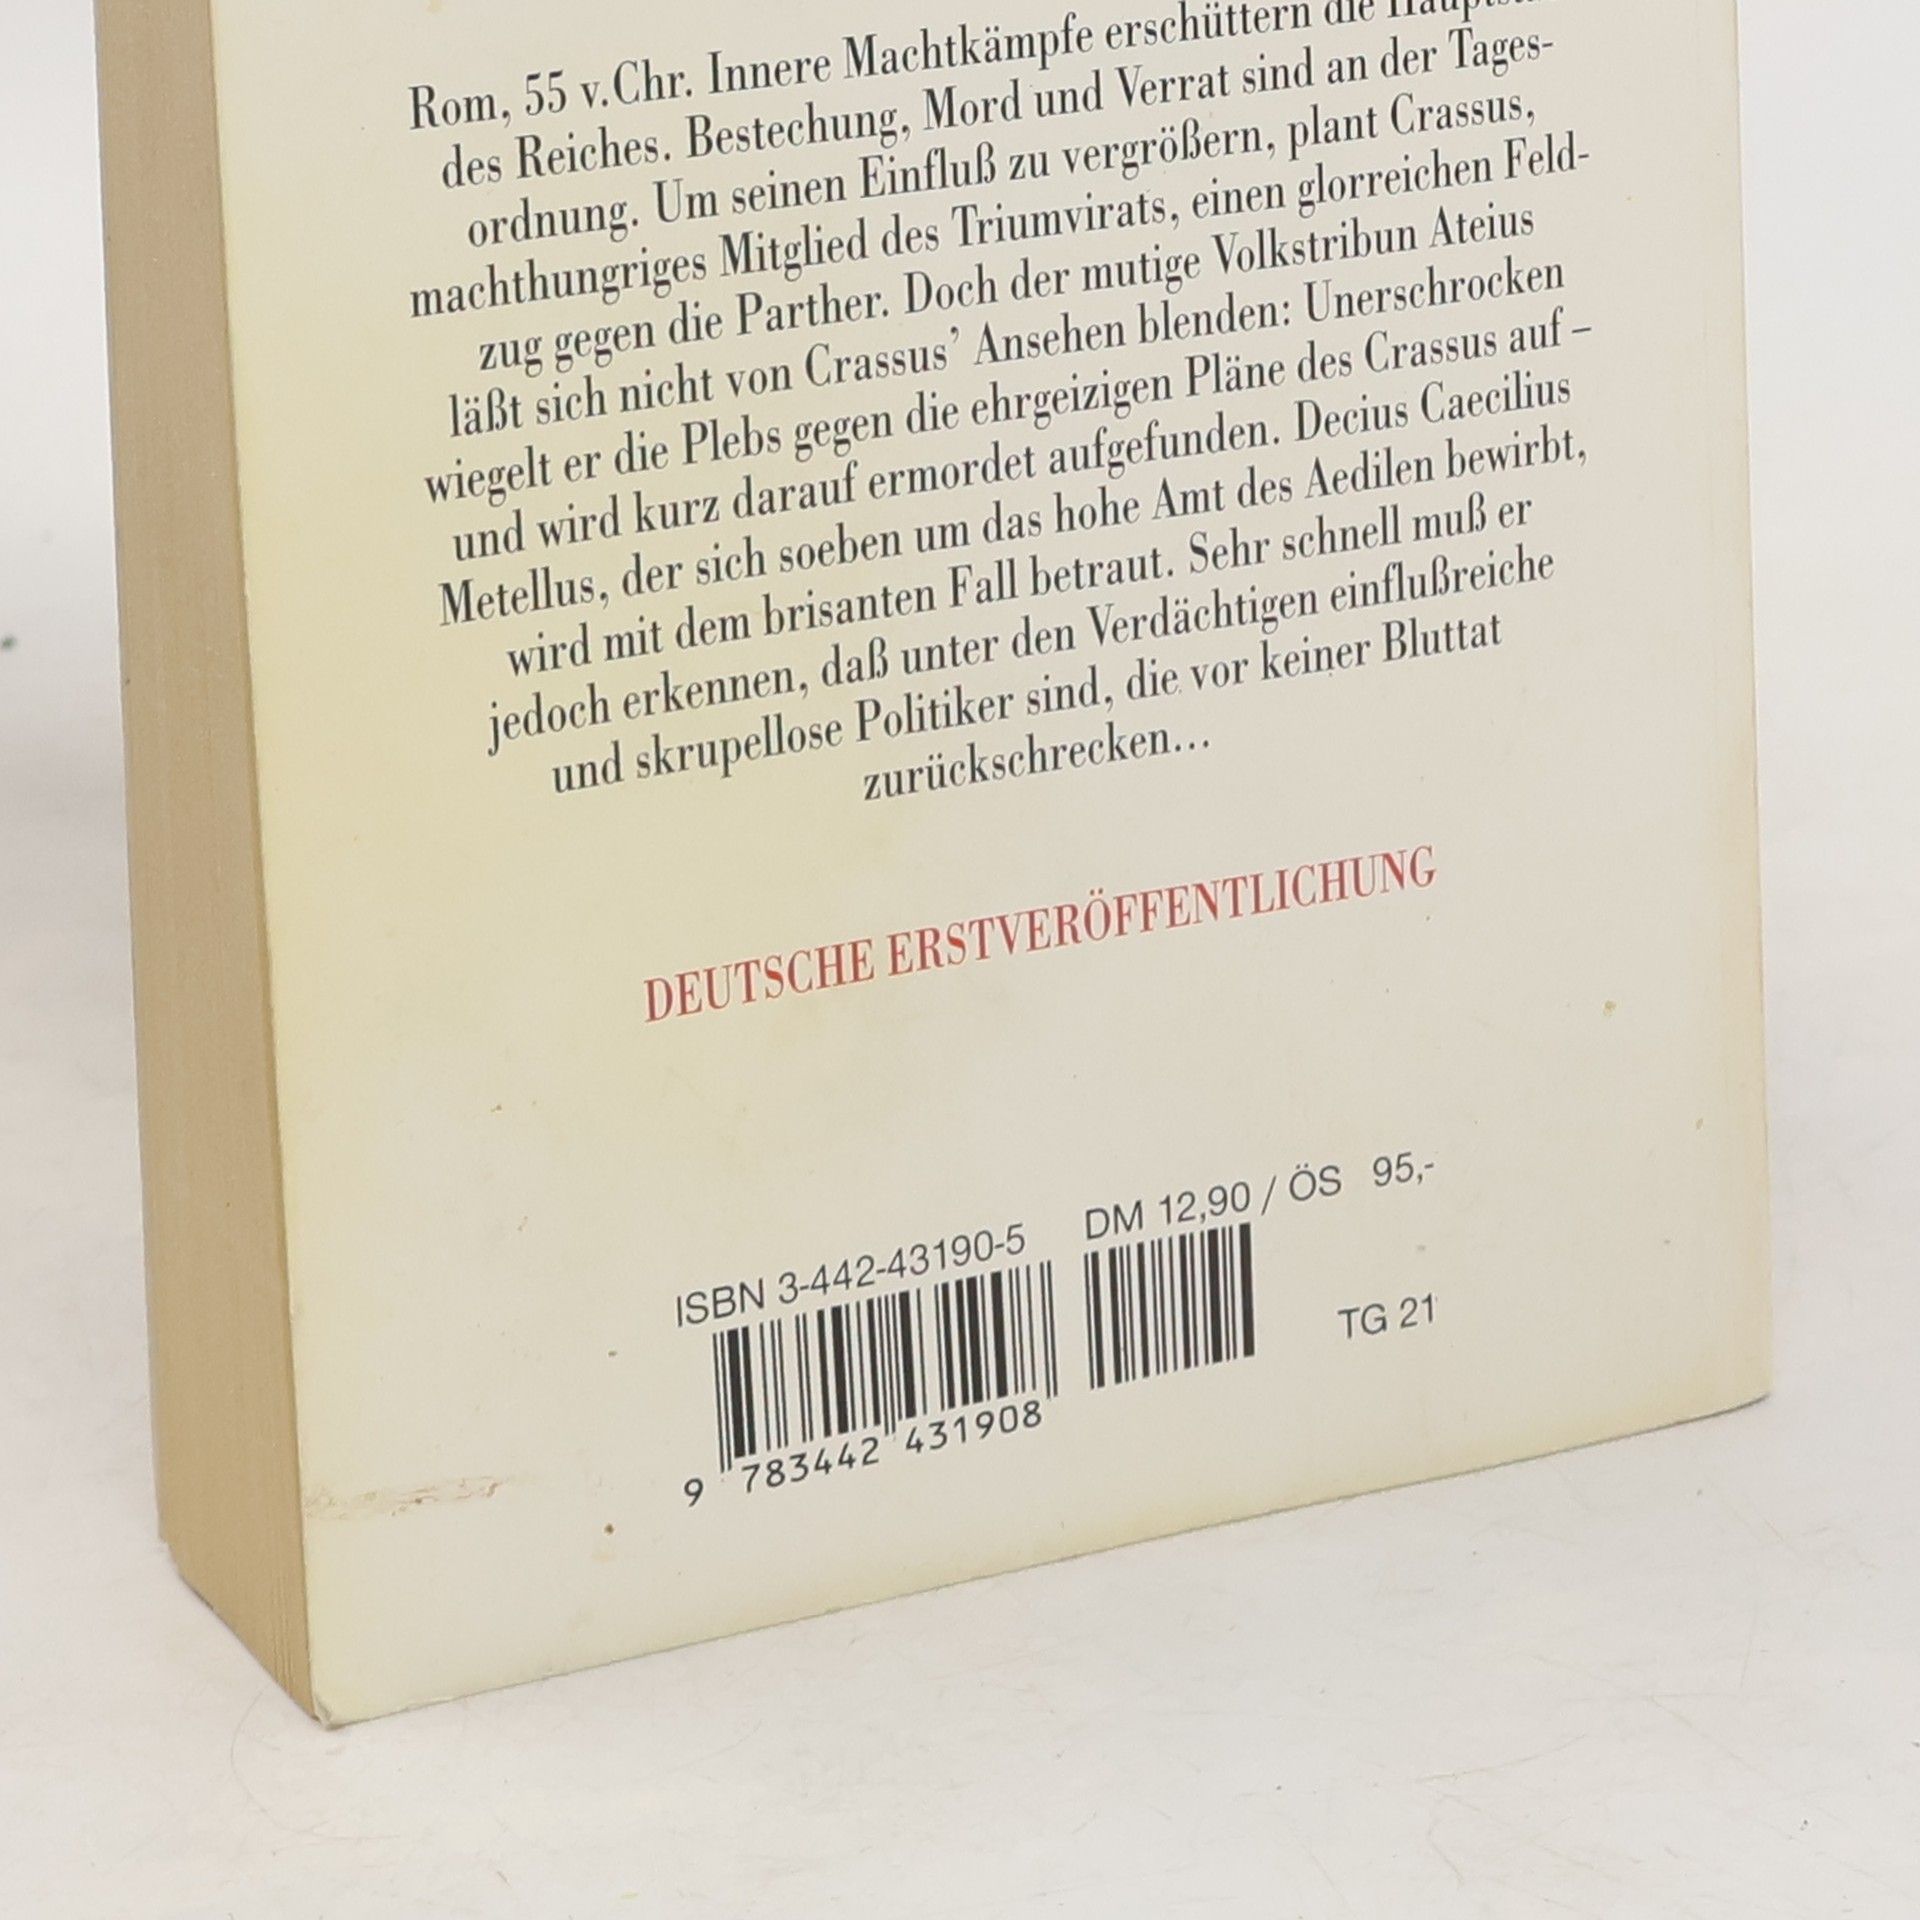 Rom, 55 v.Chr. Innere Machtkämpfe erschüttern die
des Reiches. Bestechung, Mord und Verrat sind an der Tages-
ordnung. Um seinen Einfluß zu vergrößern, plant Crassus,
machthungriges Mitglied des Triumvirats, einen glorreichen Feld-
zug gegen die Parther. Doch der mutige Volkstribun Ateius
läßt sich nicht von Crassus' Ansehen blenden: Unerschrocken
wiegelt er die Plebs gegen die ehrgeizigen Pläne des Crassus auf –
und wird kurz darauf ermordet aufgefunden. Decius Caecilius
Metellus, der sich soeben um das hohe Amt des Aedilen bewirbt,
wird mit dem brisanten Fall betraut. Sehr schnell muß er
jedoch erkennen, daß unter den Verdächtigen einflußreiche
und skrupellose Politiker sind, die vor keiner Bluttat
zurückschrecken...
DEUTSCHE ERSTVERÖFFENTLICHUNG
ISBN 3-442-43190-5 DM 12,90 / ÖS 95,-
TG 21
9 783442 431908